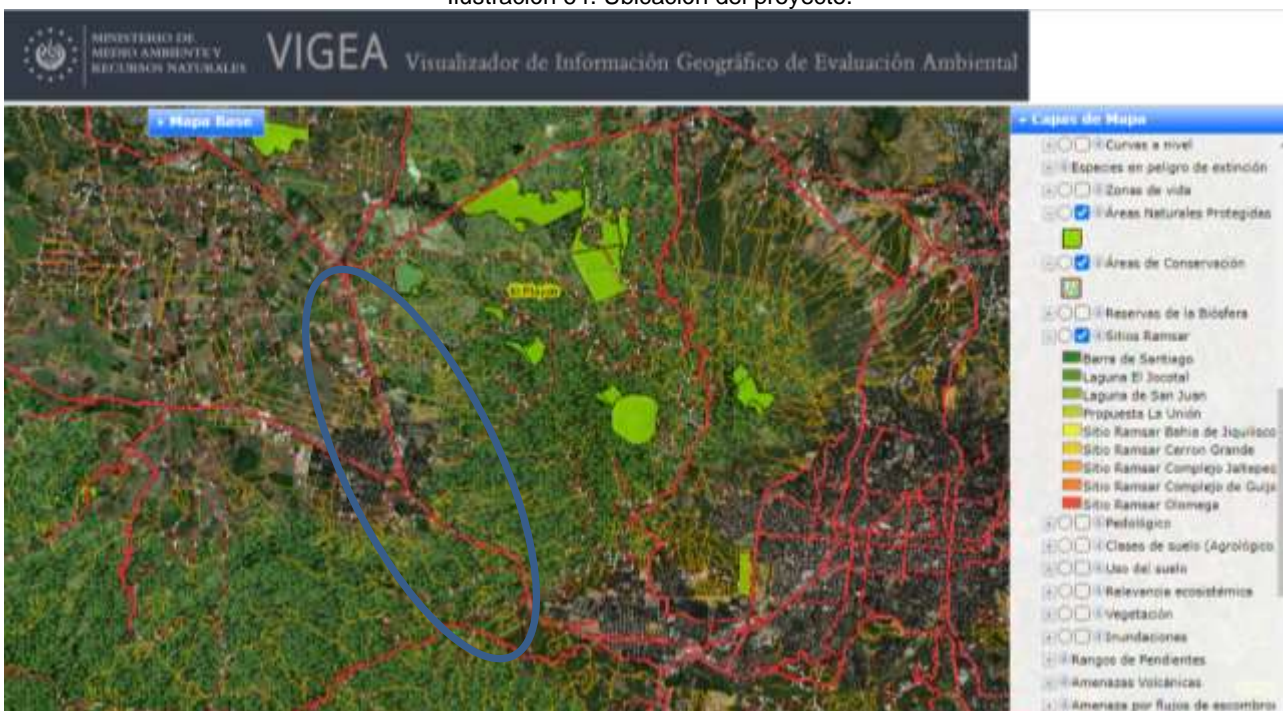 Ilustración 64. Ubicación del proyecto.
MINISTERIO DE
MEDIO AMBIENTE Y
RECURSOS NATURALES
VIGEA Visualizador de Información Geográfico de Evaluación Ambiental
+ Mapa Base
El Playón
+ Capas de Mapa
Curvas a nivel
Especies en peligro de extinción
Zonas de vida
Áreas Naturales Protegidas
Áreas de Conservación
Reservas de la Biósfera
Sitios Ramsar
Barra de Santiago
Laguna El Jocotal
Laguna de San Juan
Propuesta La Unión
Sitio Ramsar Bahía de Jiquilisco
Sitio Ramsar Cerron Grande
Sitio Ramsar Complejo Jaltepec
Sitio Ramsar Complejo de Guija
Sitio Ramsar Olomega
Pedológico
Clases de suelo (Agrológico
Uso del suelo
Relevancia ecosistémica
Vegetación
Inundaciones
Rangos de Pendientes
Amenazas Volcánicas
Amenaza por flujos de escombros